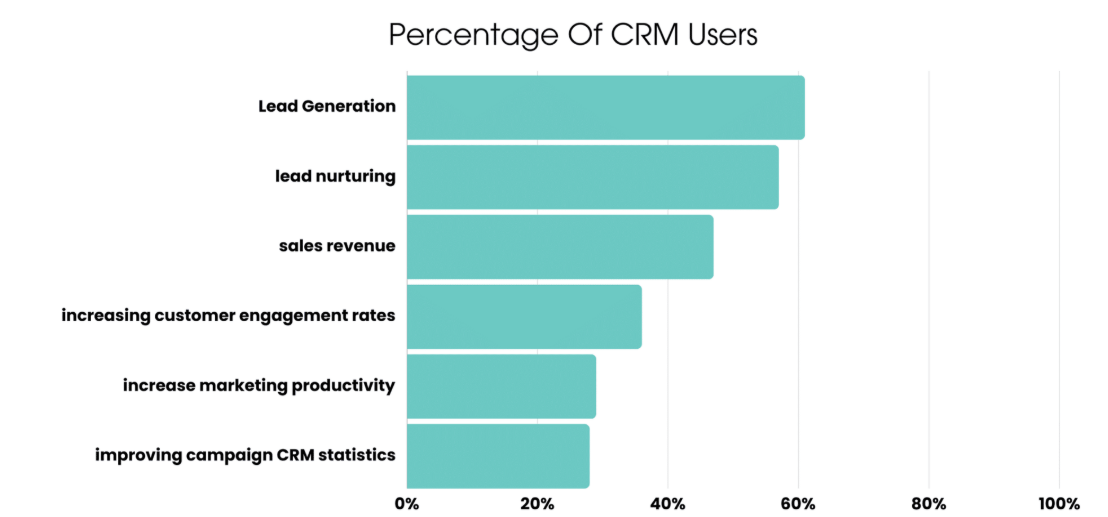 Percentage Of CRM Users
Lead Generation
lead nurturing
sales revenue
increasing customer engagement rates
increase marketing productivity
improving campaign CRM statistics
0% 20% 40% 60% 80% 100%